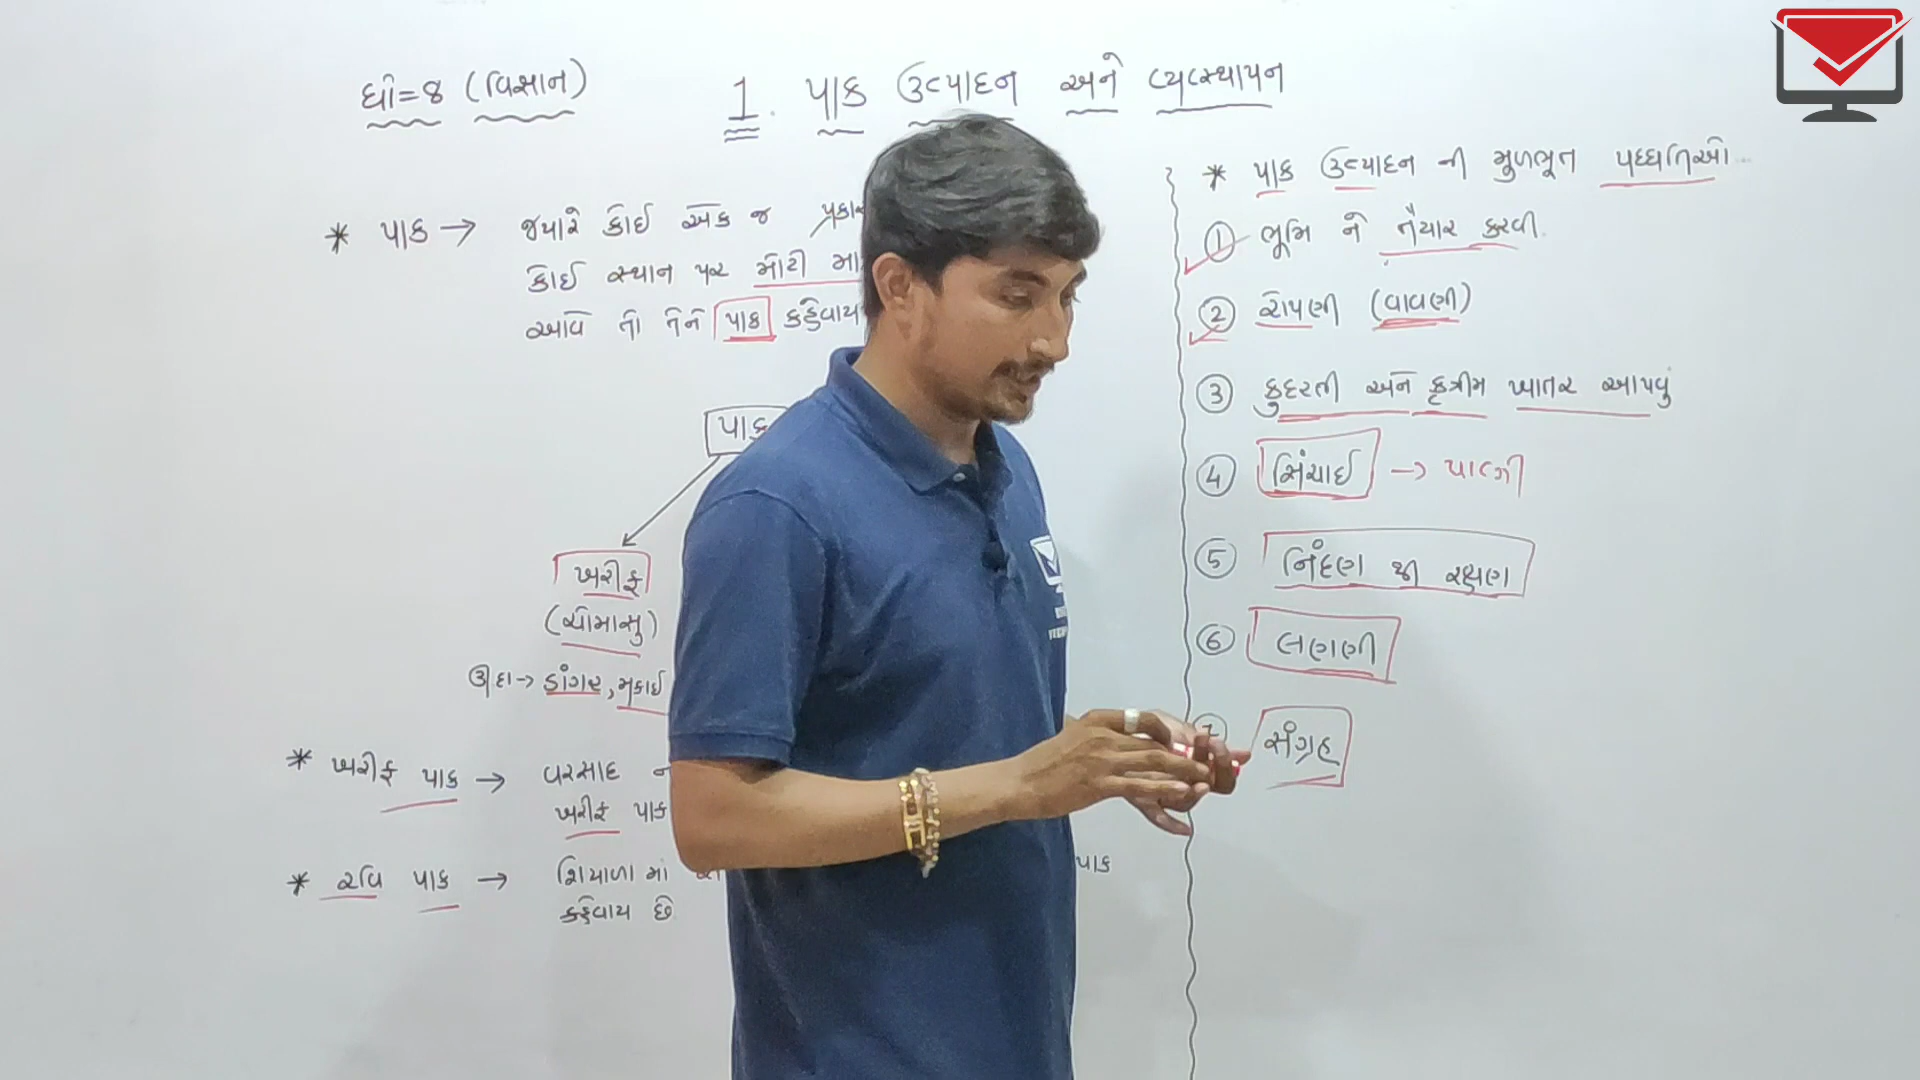 ધો=૪ (વિજ્ઞાન)
1. પાક ઉત્પાદન અને વ્યવસ્થાપન
* પાક → જ્યારે કોઈ એક જ
કોઈ સ્થાન પર મોટી
આવે તો તેને પાક કહેવાય
પાક
ખરીફ
(ચોમાસુ)
ઉદા→ ડાંગર, મકાઈ
* ખરીફ પાક → વરસાદ
ખરીફ પાક
* રવિ પાક → શિયાળા માં પાક
કહેવાય છે
* પાક ઉત્પાદન ની મુળભૂત પધ્ધતિઓ
① ભૂમિ ને તૈયાર કરવી.
② રોપણી (વાવણી)
③ કુદરતી અને કૃત્રીમ ખાતર આપવું
④ સિંચાઈ → પાણી
⑤ નિંદણ થી રક્ષણ
⑥ લણણી
સંગ્રહ